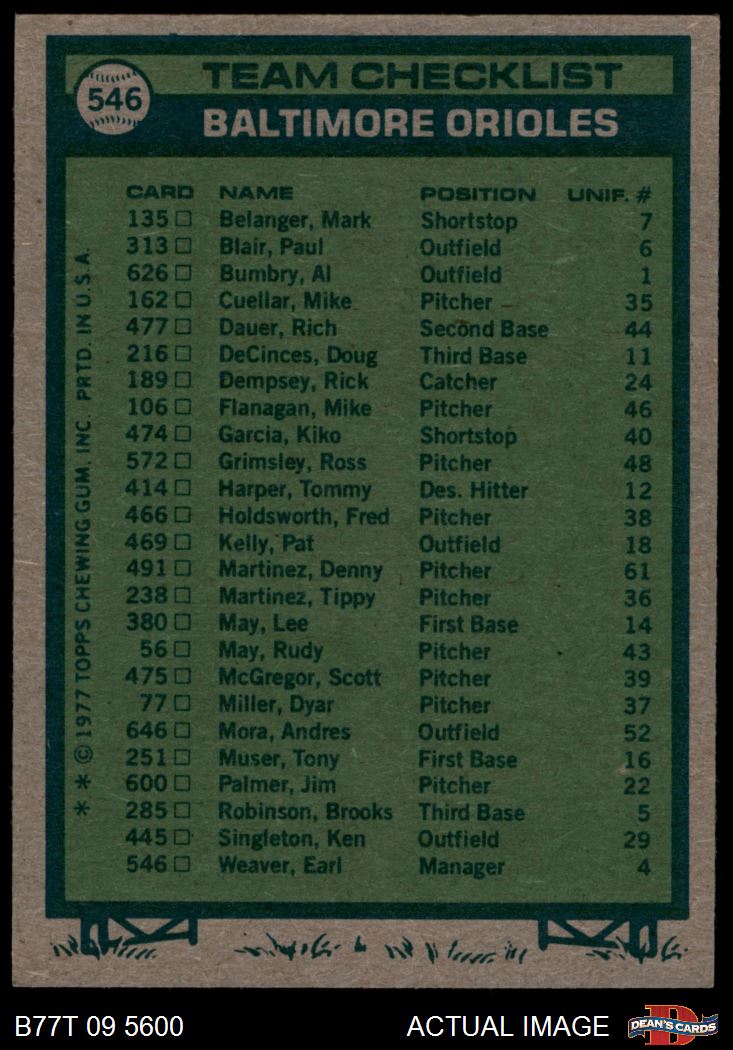 546
TEAM CHECKLIST
BALTIMORE ORIOLES
CARD NAME POSITION UNIF. #
135 Belanger, Mark Shortstop 7
313 Blair, Paul Outfield 6
626 Bumbry, Al Outfield 1
162 Cuellar, Mike Pitcher 35
477 Dauer, Rich Second Base 44
216 DeCinces, Doug Third Base 11
189 Dempsey, Rick Catcher 24
106 Flanagan, Mike Pitcher 46
474 Garcia, Kiko Shortstop 40
572 Grimsley, Ross Pitcher 48
414 Harper, Tommy Des. Hitter 12
466 Holdsworth, Fred Pitcher 38
469 Kelly, Pat Outfield 18
491 Martinez, Denny Pitcher 61
238 Martinez, Tippy Pitcher 36
380 May, Lee First Base 14
56 May, Rudy Pitcher 43
475 McGregor, Scott Pitcher 39
77 Miller, Dyar Pitcher 37
646 Mora, Andres Outfield 52
251 Muser, Tony First Base 16
600 Palmer, Jim Pitcher 22
285 Robinson, Brooks Third Base 5
445 Singleton, Ken Outfield 29
546 Weaver, Earl Manager 4
* * © 1977 TOPPS CHEWING GUM, INC. PRTD. IN U.S.A.
B77T 09 5600 ACTUAL IMAGE
D
DEAN'S CARDS